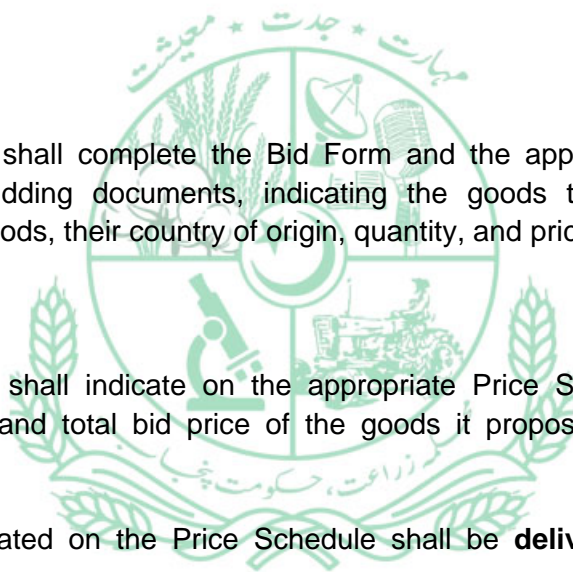 مہارت ٭ جدت ٭ معیشت
shall complete the Bid Form and the app
dding documents, indicating the goods t
ods, their country of origin, quantity, and pric
shall indicate on the appropriate Price S
and total bid price of the goods it propos
زراعت، حکومت پنجاب
ated on the Price Schedule shall be deliv